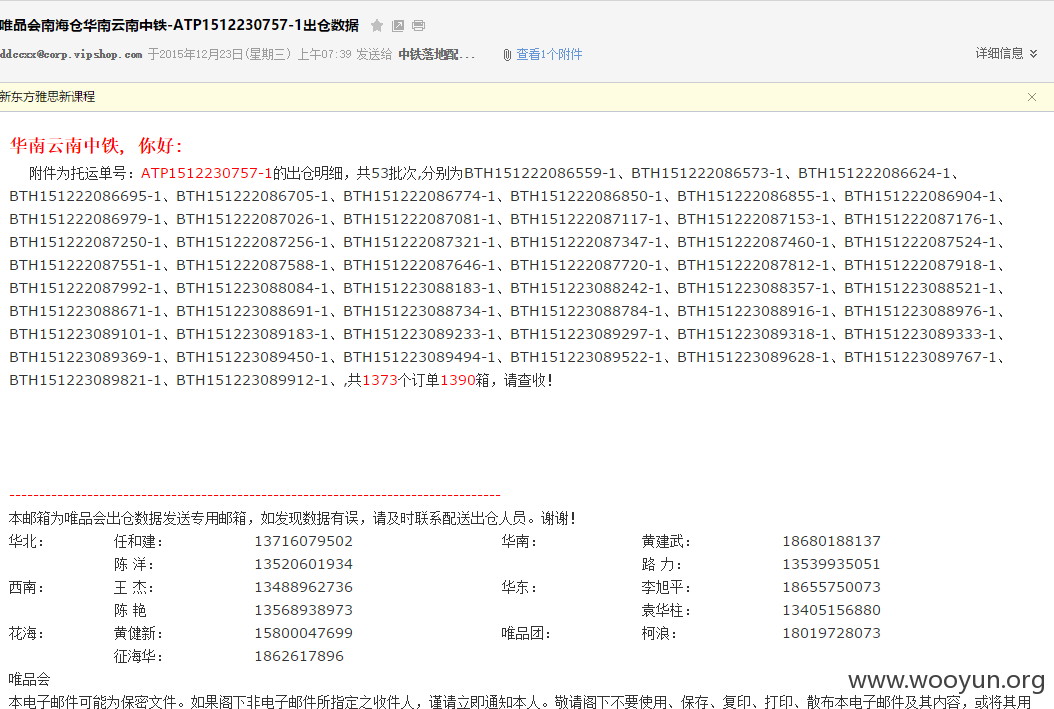 唯品会南海仓华南云南中铁-ATP1512230757-1出仓数据
ddccxx@corp.vipshop.com 于2015年12月23日(星期三) 上午07:39 发送给 中铁落地配... 查看1个附件 详细信息
新东方雅思新课程
华南云南中铁, 你好:
附件为托运单号：ATP1512230757-1的出仓明细，共53批次,分别为BTH151222086559-1、BTH151222086573-1、BTH151222086624-1、
BTH151222086695-1、BTH151222086705-1、BTH151222086774-1、BTH151222086850-1、BTH151222086855-1、BTH151222086904-1、
BTH151222086979-1、BTH151222087026-1、BTH151222087081-1、BTH151222087117-1、BTH151222087153-1、BTH151222087176-1、
BTH151222087250-1、BTH151222087256-1、BTH151222087321-1、BTH151222087347-1、BTH151222087460-1、BTH151222087524-1、
BTH151222087551-1、BTH151222087588-1、BTH151222087646-1、BTH151222087720-1、BTH151222087812-1、BTH151222087918-1、
BTH151222087992-1、BTH151223088084-1、BTH151223088183-1、BTH151223088242-1、BTH151223088357-1、BTH151223088521-1、
BTH151223088671-1、BTH151223088691-1、BTH151223088734-1、BTH151223088784-1、BTH151223088916-1、BTH151223088976-1、
BTH151223089101-1、BTH151223089183-1、BTH151223089233-1、BTH151223089297-1、BTH151223089318-1、BTH151223089333-1、
BTH151223089369-1、BTH151223089450-1、BTH151223089494-1、BTH151223089522-1、BTH151223089628-1、BTH151223089767-1、
BTH151223089821-1、BTH151223089912-1、,共1373个订单1390箱，请查收！
----------------------------------------------------------------------------------
本邮箱为唯品会出仓数据发送专用邮箱，如发现数据有误，请及时联系配送出仓人员。谢谢！
华北： 任和建： 13716079502 华南： 黄建武： 18680188137
陈 洋： 13520601934 路 力： 13539935051
西南： 王 杰： 13488962736 华东： 李旭平： 18655750073
陈 艳 13568938973 袁华柱： 13405156880
花海： 黄健新： 15800047699 唯品团： 柯浪： 18019728073
征海华： 1862617896
唯品会
www.wooyun.org
本电子邮件可能为保密文件。如果阁下非电子邮件所指定之收件人，谨请立即通知本人。敬请阁下不要使用、保存、复印、打印、散布本电子邮件及其内容，或将其用